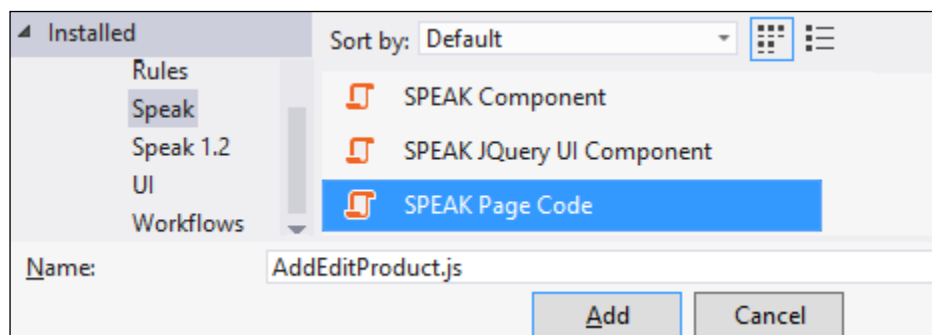 Installed
Sort by: Default
Rules
Speak
Speak 1.2
UI
Workflows
SPEAK Component
SPEAK JQuery UI Component
SPEAK Page Code
Name: AddEditProduct.js
Add Cancel